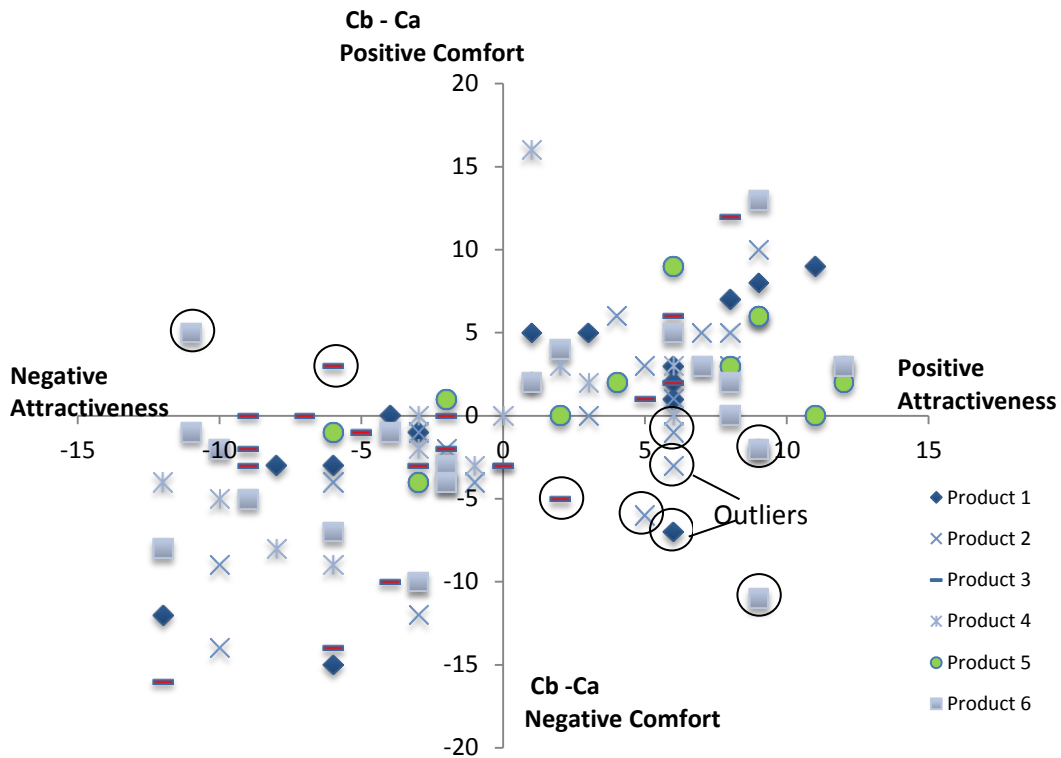 Cb - Ca
Positive Comfort
20
15
10
5
0
-5
-10
-15
-20
-15
-10
-5
0
5
10
15
Negative
Attractiveness
Positive
Attractiveness
Outliers
Cb -Ca
Negative Comfort
Product 1
Product 2
Product 3
Product 4
Product 5
Product 6